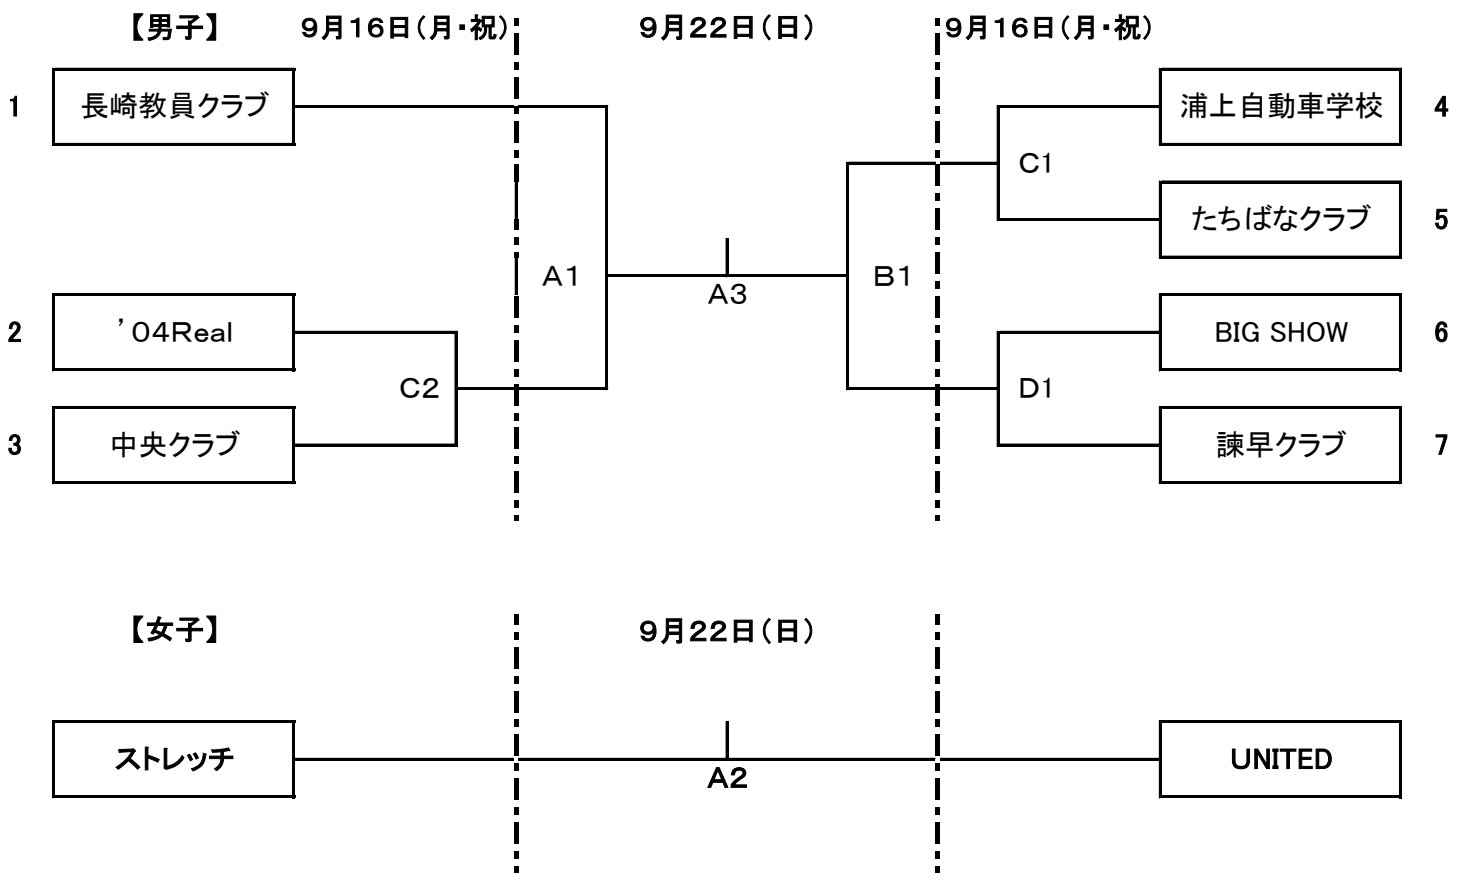 【男子】 ９月１６日（月・祝） ９月２２日（日） ９月１６日（月・祝）
1 長崎教員クラブ 浦上自動車学校 4
C1
たちばなクラブ 5
A1 A3 B1
2 ’04Real BIG SHOW 6
C2 D1
3 中央クラブ 諫早クラブ 7
【女子】 ９月２２日（日）
ストレッチ UNITED
A2